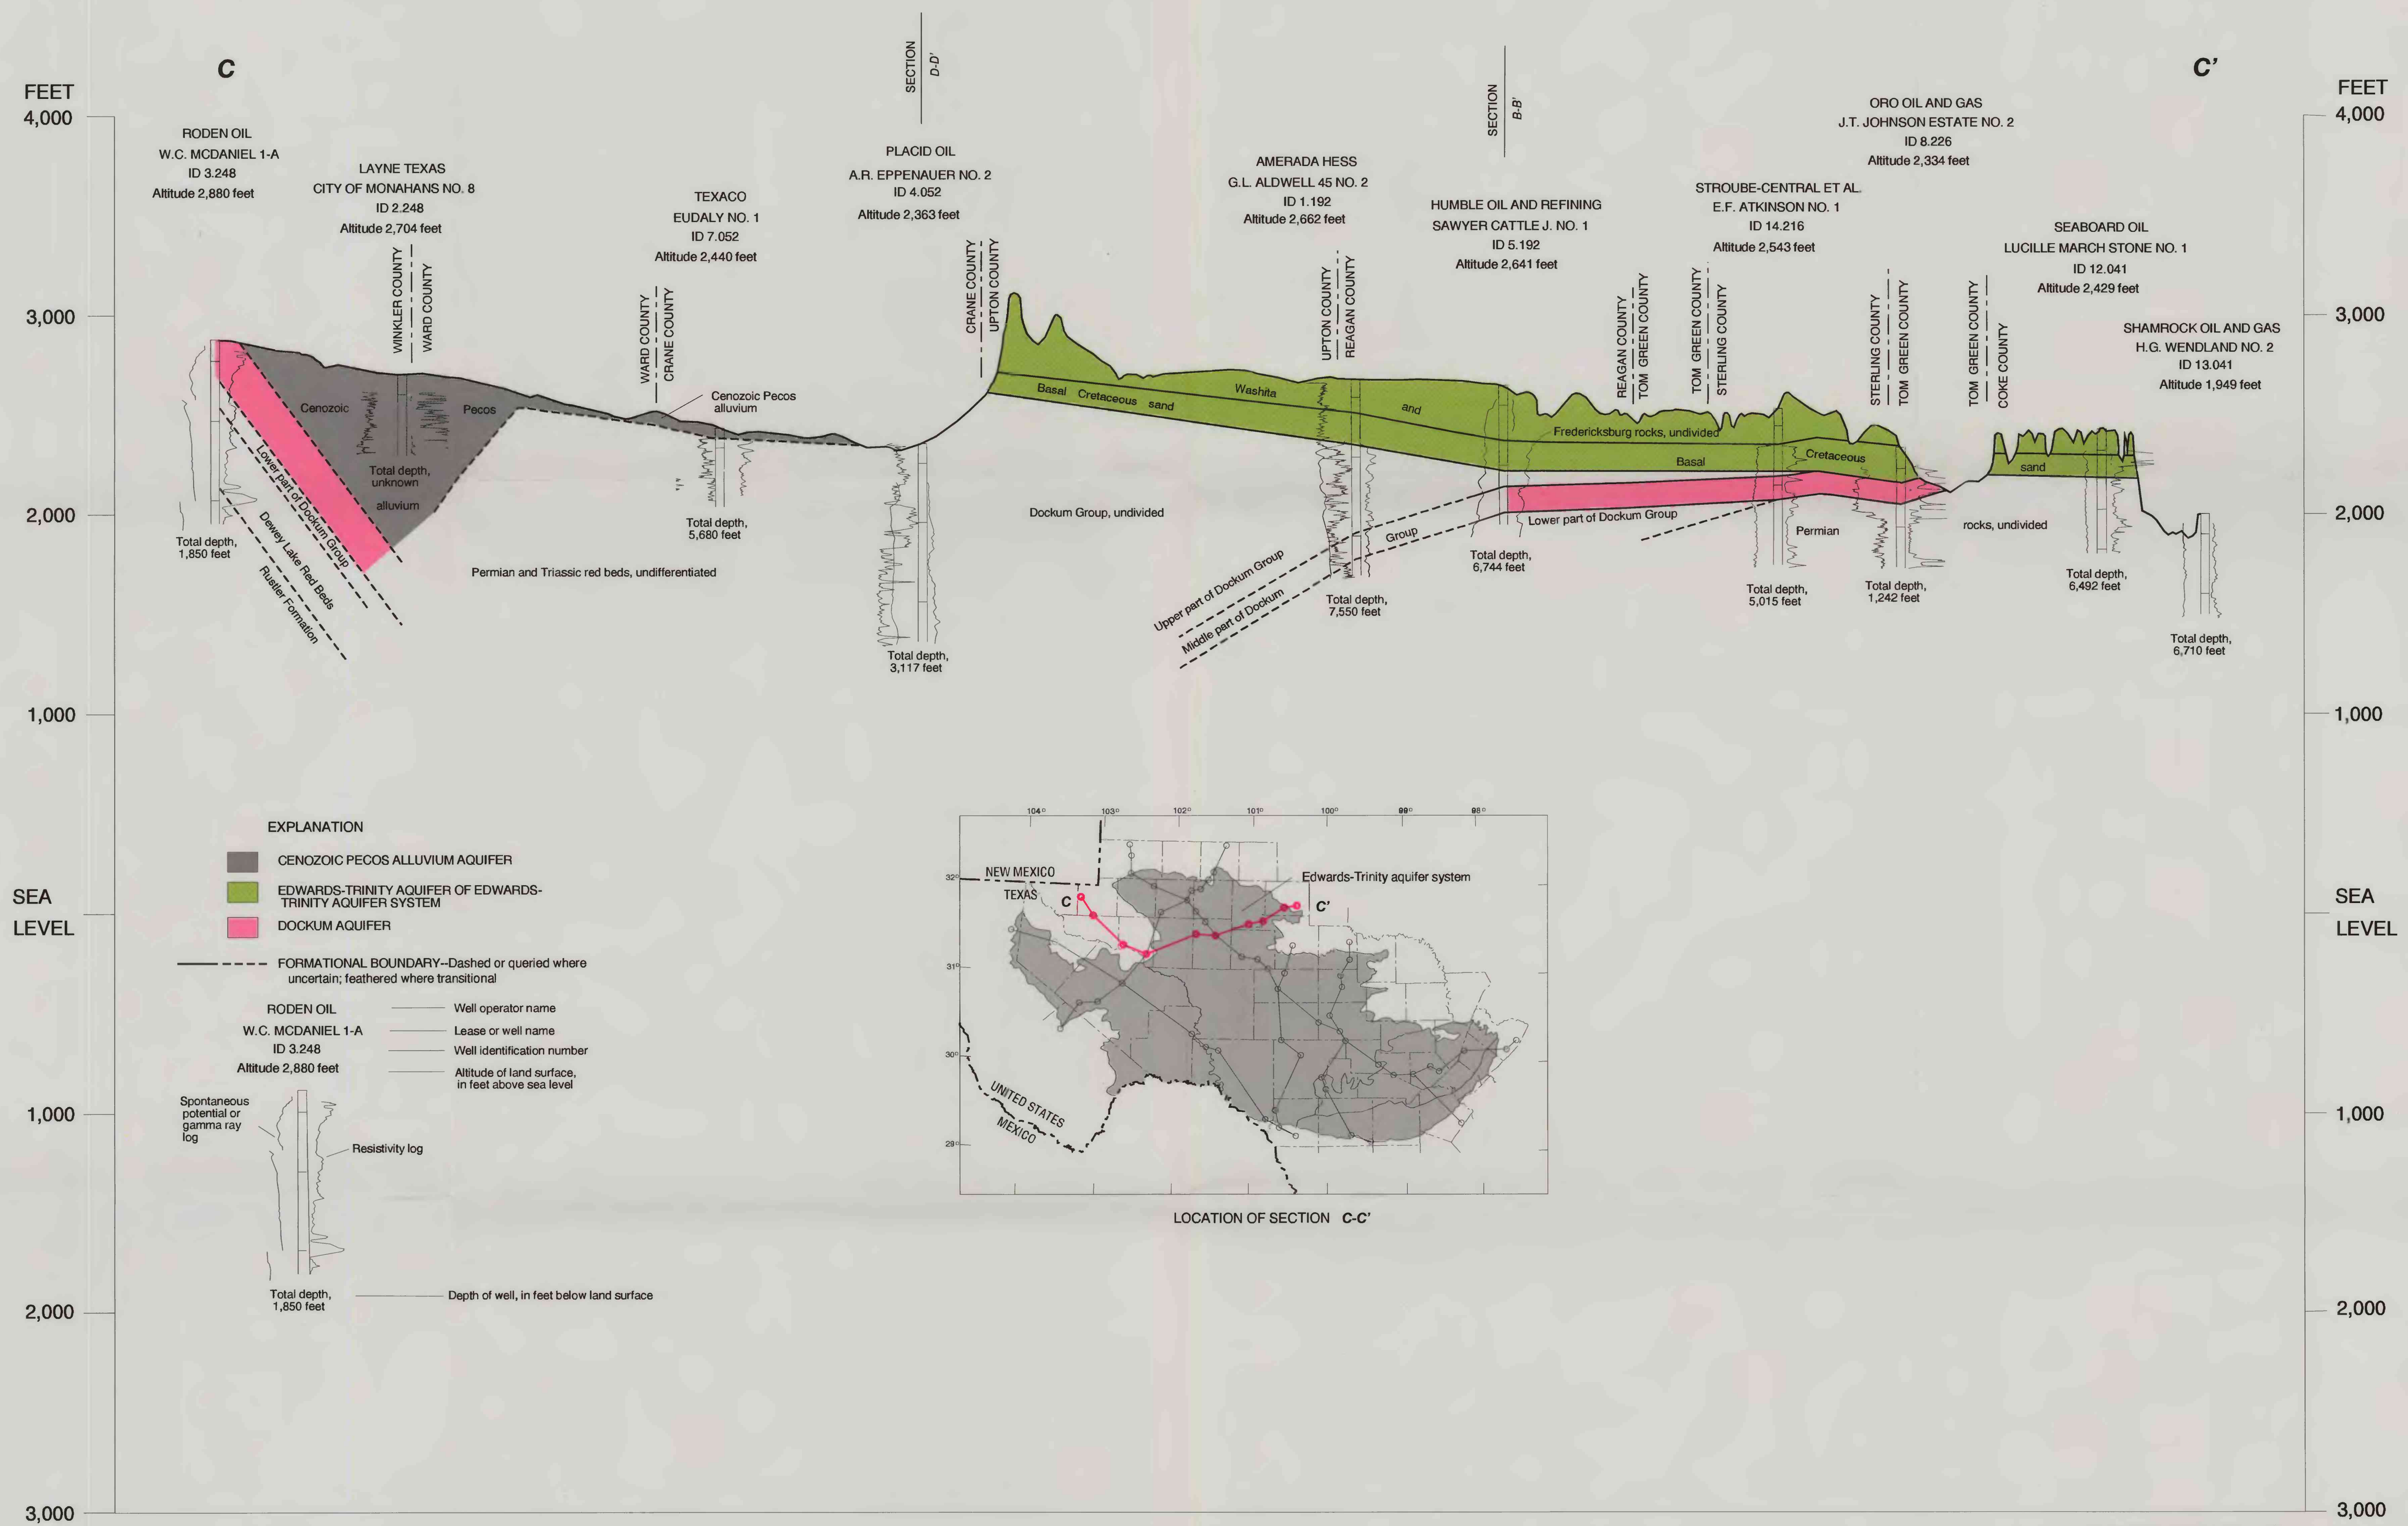 C
C'
SECTION
D-D'
SECTION
B-B'
FEET
4,000
3,000
2,000
1,000
SEA
LEVEL
1,000
2,000
3,000
FEET
4,000
3,000
2,000
1,000
SEA
LEVEL
1,000
2,000
3,000
RODEN OIL
W.C. MCDANIEL 1-A
ID 3.248
Altitude 2,880 feet
LAYNE TEXAS
CITY OF MONAHANS NO. 8
ID 2.248
Altitude 2,704 feet
TEXACO
EUDALY NO. 1
ID 7.052
Altitude 2,440 feet
PLACID OIL
A.R. EPPENAUER NO. 2
ID 4.052
Altitude 2,363 feet
AMERADA HESS
G.L. ALDWELL 45 NO. 2
ID 1.192
Altitude 2,662 feet
HUMBLE OIL AND REFINING
SAWYER CATTLE J. NO. 1
ID 5.192
Altitude 2,641 feet
STROUBE-CENTRAL ET AL.
E.F. ATKINSON NO. 1
ID 14.216
Altitude 2,543 feet
ORO OIL AND GAS
J.T. JOHNSON ESTATE NO. 2
ID 8.226
Altitude 2,334 feet
SEABOARD OIL
LUCILLE MARCH STONE NO. 1
ID 12.041
Altitude 2,429 feet
SHAMROCK OIL AND GAS
H.G. WENDLAND NO. 2
ID 13.041
Altitude 1,949 feet
WINKLER COUNTY
WARD COUNTY
WARD COUNTY
CRANE COUNTY
CRANE COUNTY
UPTON COUNTY
UPTON COUNTY
REAGAN COUNTY
REAGAN COUNTY
TOM GREEN COUNTY
TOM GREEN COUNTY
STERLING COUNTY
STERLING COUNTY
TOM GREEN COUNTY
TOM GREEN COUNTY
COKE COUNTY
Cenozoic
Pecos
alluvium
Total depth,
unknown
Cenozoic Pecos
alluvium
Basal Cretaceous sand
Washita
and
Fredericksburg rocks, undivided
Basal
Cretaceous
sand
Lower part of Dockum Group
Dewey Lake Red Beds
Rustler Formation
Permian and Triassic red beds, undifferentiated
Dockum Group, undivided
Upper part of Dockum Group
Middle part of Dockum
Group
Lower part of Dockum Group
Permian
rocks, undivided
Total depth,
1,850 feet
Total depth,
5,680 feet
Total depth,
3,117 feet
Total depth,
7,550 feet
Total depth,
6,744 feet
Total depth,
5,015 feet
Total depth,
1,242 feet
Total depth,
6,492 feet
Total depth,
6,710 feet
EXPLANATION
CENOZOIC PECOS ALLUVIUM AQUIFER
EDWARDS-TRINITY AQUIFER OF EDWARDS-
TRINITY AQUIFER SYSTEM
DOCKUM AQUIFER
FORMATIONAL BOUNDARY--Dashed or queried where
uncertain; feathered where transitional
RODEN OIL
Well operator name
W.C. MCDANIEL 1-A
Lease or well name
ID 3.248
Well identification number
Altitude 2,880 feet
Altitude of land surface,
in feet above sea level
Spontaneous
potential or
gamma ray
log
Resistivity log
Total depth,
1,850 feet
Depth of well, in feet below land surface
104° 103° 102° 101° 100° 99° 98°
32°
31°
30°
29°
NEW MEXICO
TEXAS
C
C'
Edwards-Trinity aquifer system
UNITED STATES
MEXICO
LOCATION OF SECTION C-C'